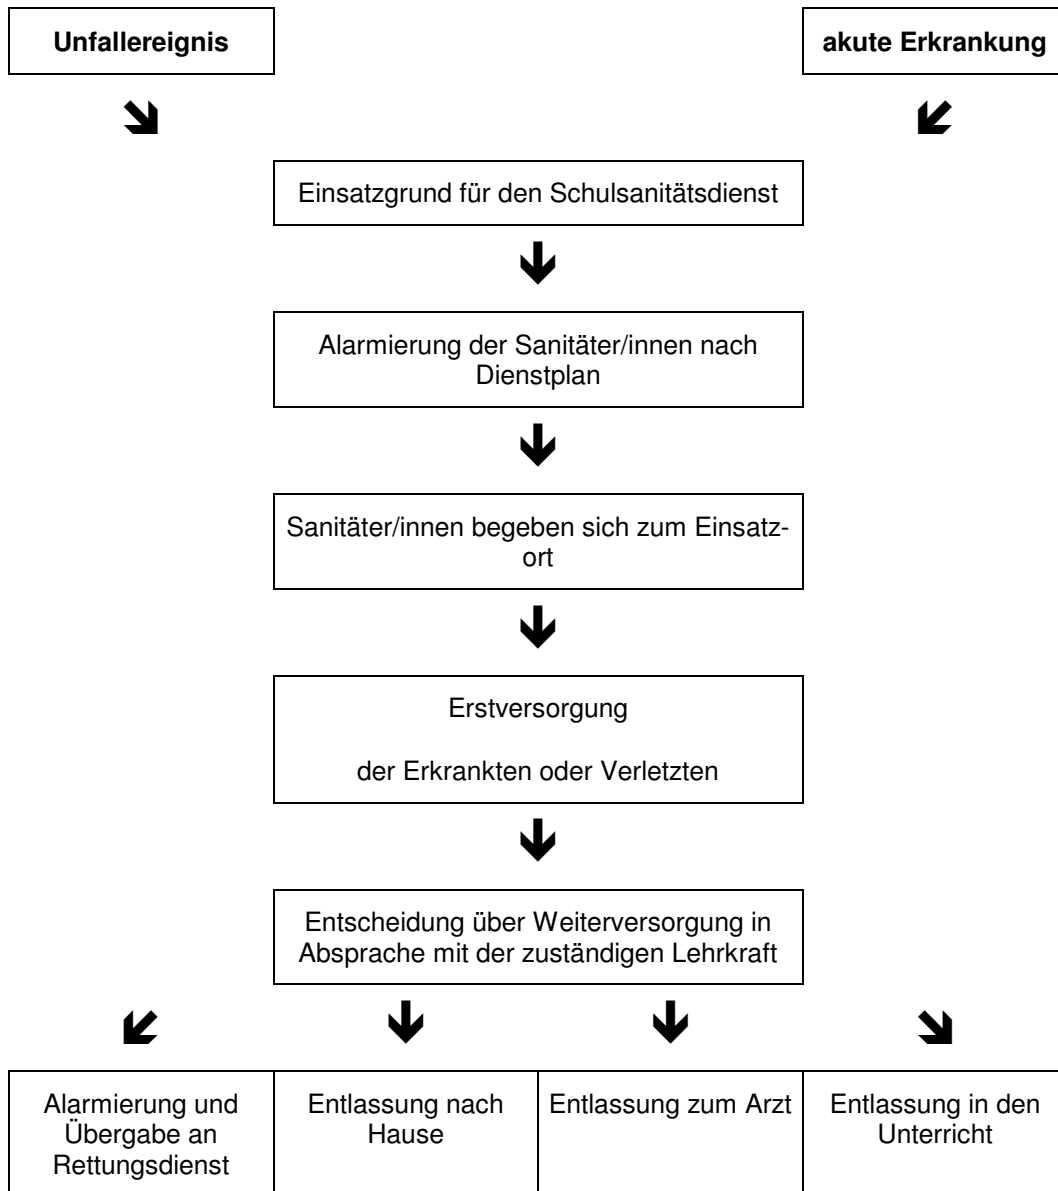 Unfallereignis
akute Erkrankung
Einsatzgrund für den Schulsanitätsdienst
Alarmierung der Sanitäter/innen nach
Dienstplan
Sanitäter/innen begeben sich zum Einsatz-
ort
Erstversorgung
der Erkrankten oder Verletzten
Entscheidung über Weiterversorgung in
Absprache mit der zuständigen Lehrkraft
Alarmierung und
Übergabe an
Rettungsdienst
Entlassung nach
Hause
Entlassung zum Arzt
Entlassung in den
Unterricht